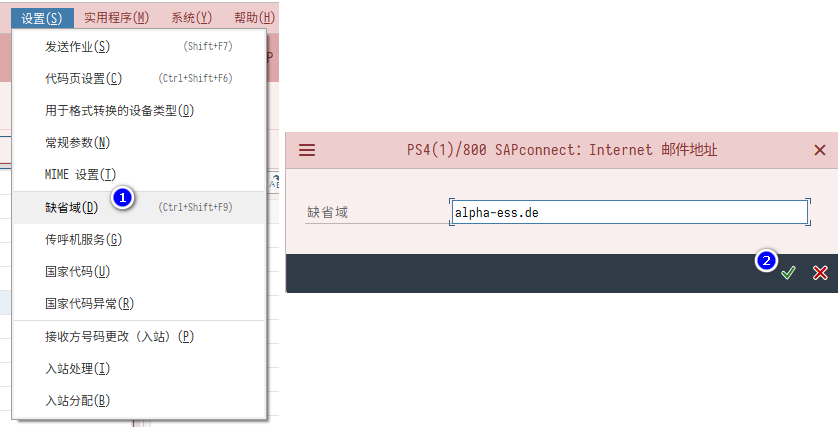 设置(S) 实用程序(M) 系统(Y) 帮助(H)
发送作业(S) (Shift+F7)
P
代码页设置(C) (Ctrl+Shift+F6)
用于格式转换的设备类型(O)
常规参数(N)
MIME 设置(T)
1
缺省域(D) (Ctrl+Shift+F9)
传呼机服务(G)
国家代码(U)
国家代码异常(R)
接收方号码更改（入站）(P)
入站处理(I)
入站分配(B)
PS4(1)/800 SAPconnect: Internet 邮件地址
缺省域 alpha-ess.de
2